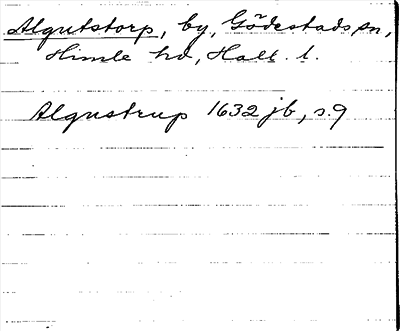 Algutstorp, by, Gödestads sn,
Himle hd, Hall. l.
Algustrup 1632 jb, s. 9